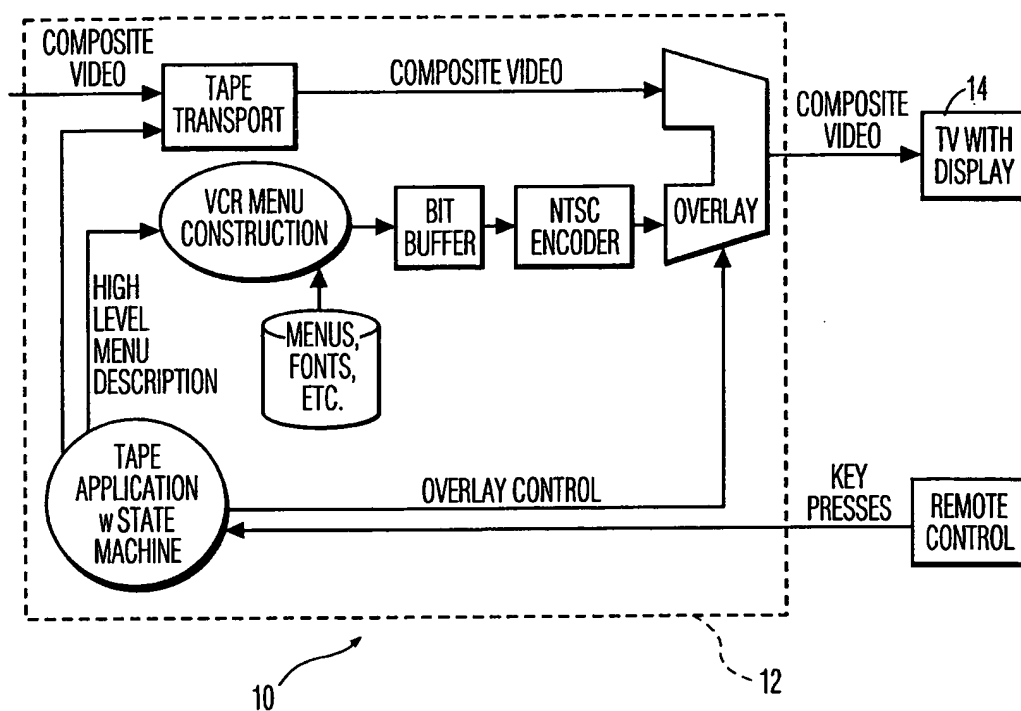 COMPOSITE
VIDEO
TAPE
TRANSPORT
COMPOSITE VIDEO
COMPOSITE
VIDEO
14
TV WITH
DISPLAY
VCR MENU
CONSTRUCTION
BIT
BUFFER
NTSC
ENCODER
OVERLAY
HIGH
LEVEL
MENU
DESCRIPTION
MENUS,
FONTS,
ETC.
TAPE
APPLICATION
w STATE
MACHINE
OVERLAY CONTROL
KEY
PRESSES
REMOTE
CONTROL
10
12